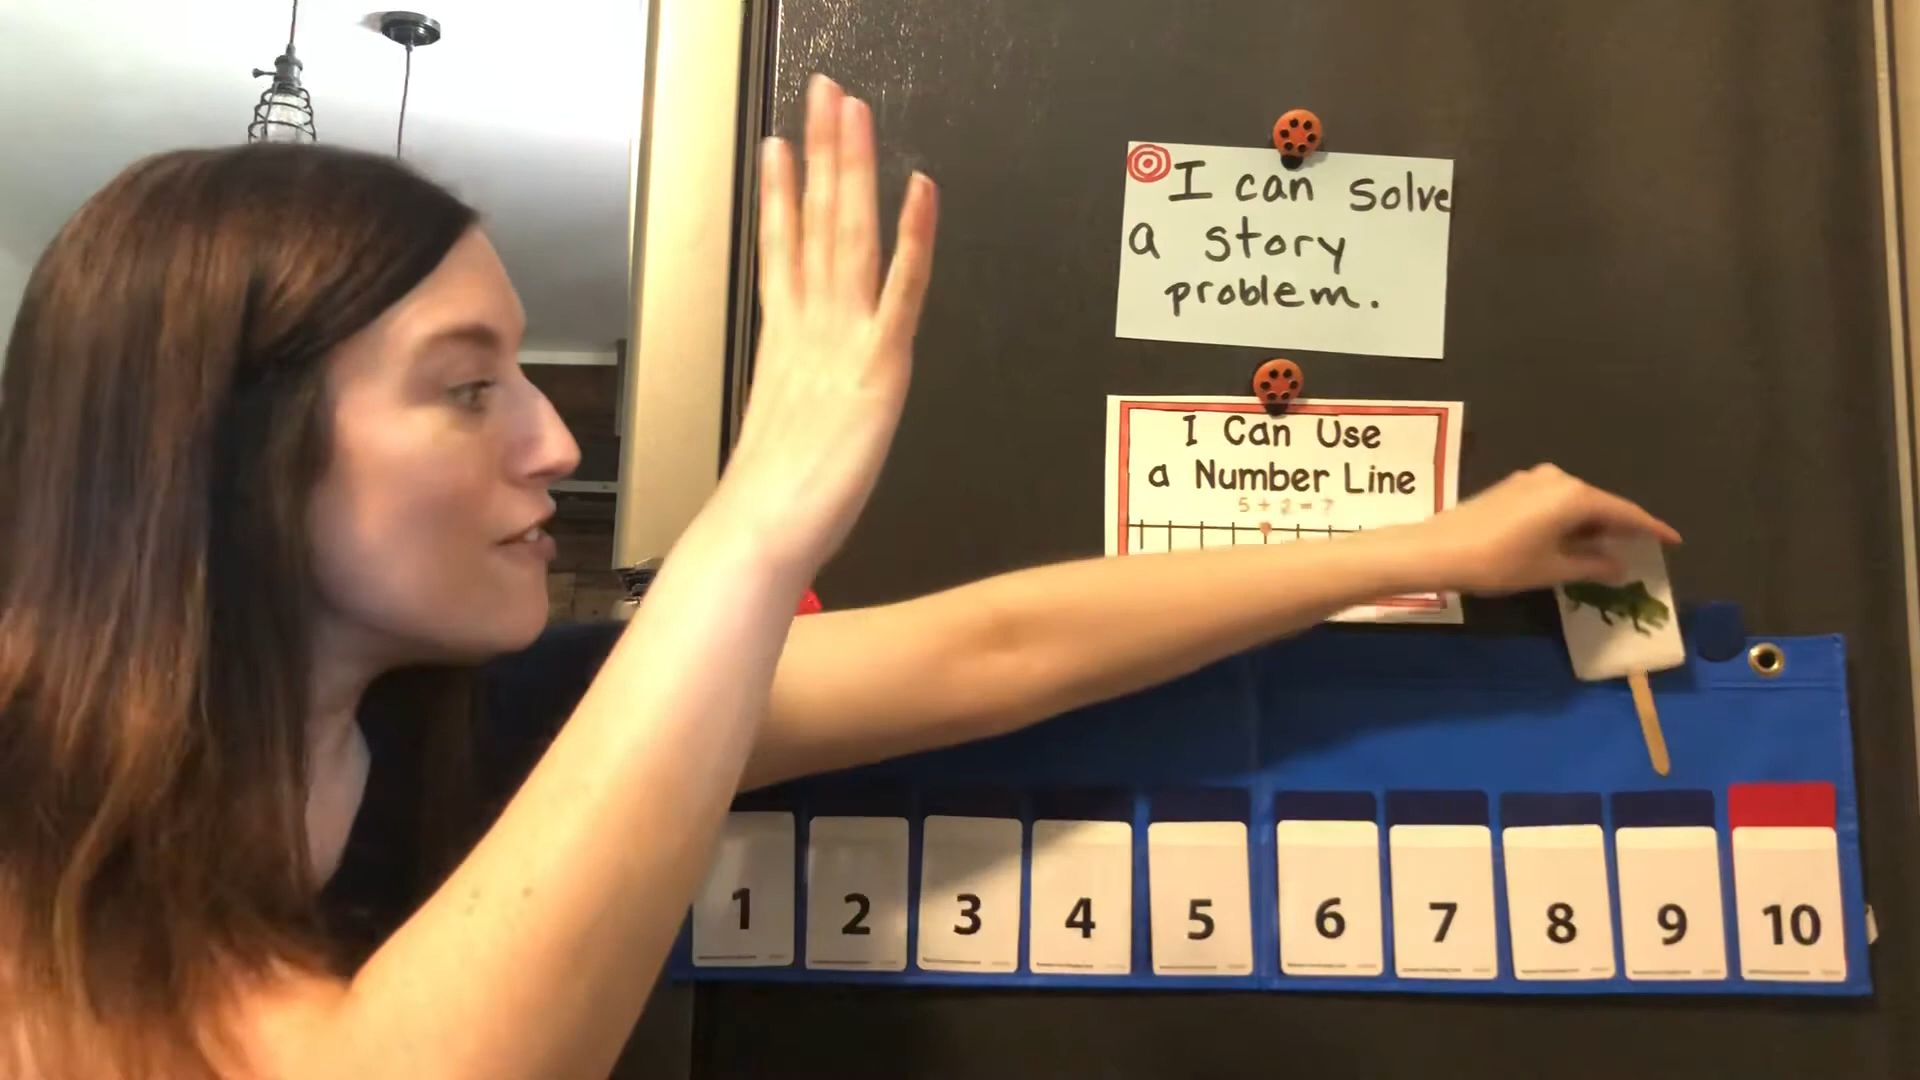 I can solve
a story
problem.
I Can Use
a Number Line
5 + 2 = ?
1 2 3 4 5 6 7 8 9 10